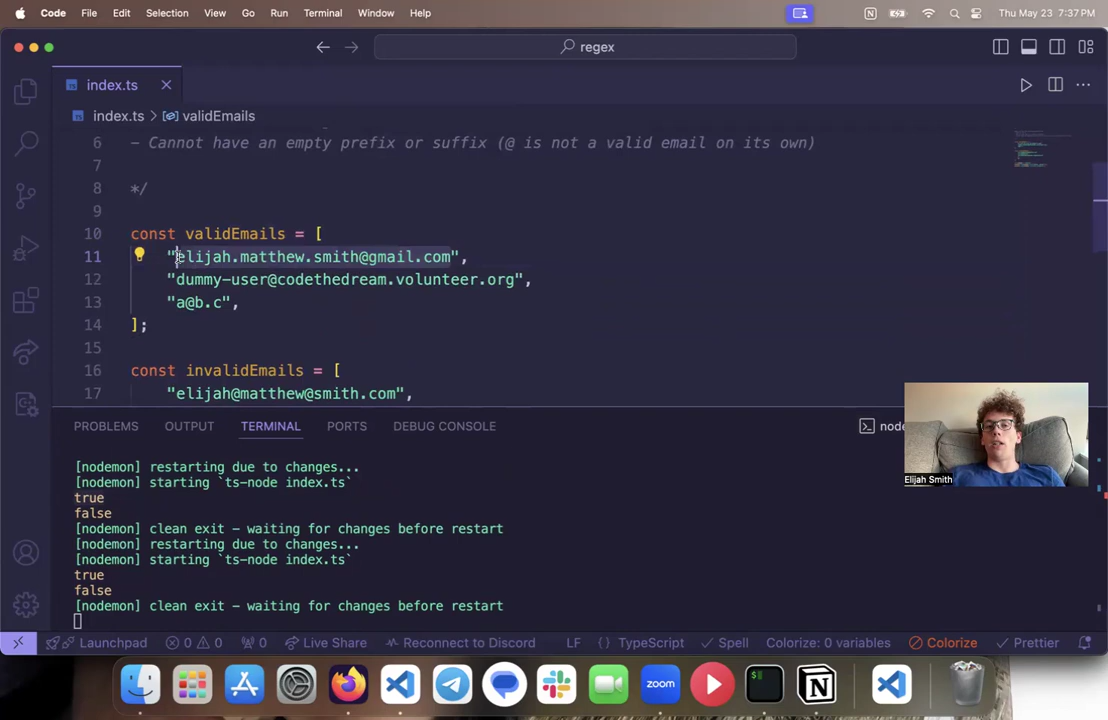 Code File Edit Selection View Go Run Terminal Window Help Thu May 23 7:37 PM
regex
index.ts
index.ts > validEmails
6 - Cannot have an empty prefix or suffix (@ is not a valid email on its own)
7
8 */
9
10 const validEmails = [
11 "elijah.matthew.smith@gmail.com",
12 "dummy-user@codethedream.volunteer.org",
13 "a@b.c",
14 ];
15
16 const invalidEmails = [
17 "elijah@matthew@smith.com",
PROBLEMS OUTPUT TERMINAL PORTS DEBUG CONSOLE node
[nodemon] restarting due to changes...
[nodemon] starting `ts-node index.ts`
true
false
[nodemon] clean exit - waiting for changes before restart
[nodemon] restarting due to changes...
[nodemon] starting `ts-node index.ts`
true
false
[nodemon] clean exit - waiting for changes before restart
Elijah Smith
Launchpad 0 0 0 Live Share Reconnect to Discord LF {} TypeScript Spell Colorize: 0 variables Colorize Prettier
zoom